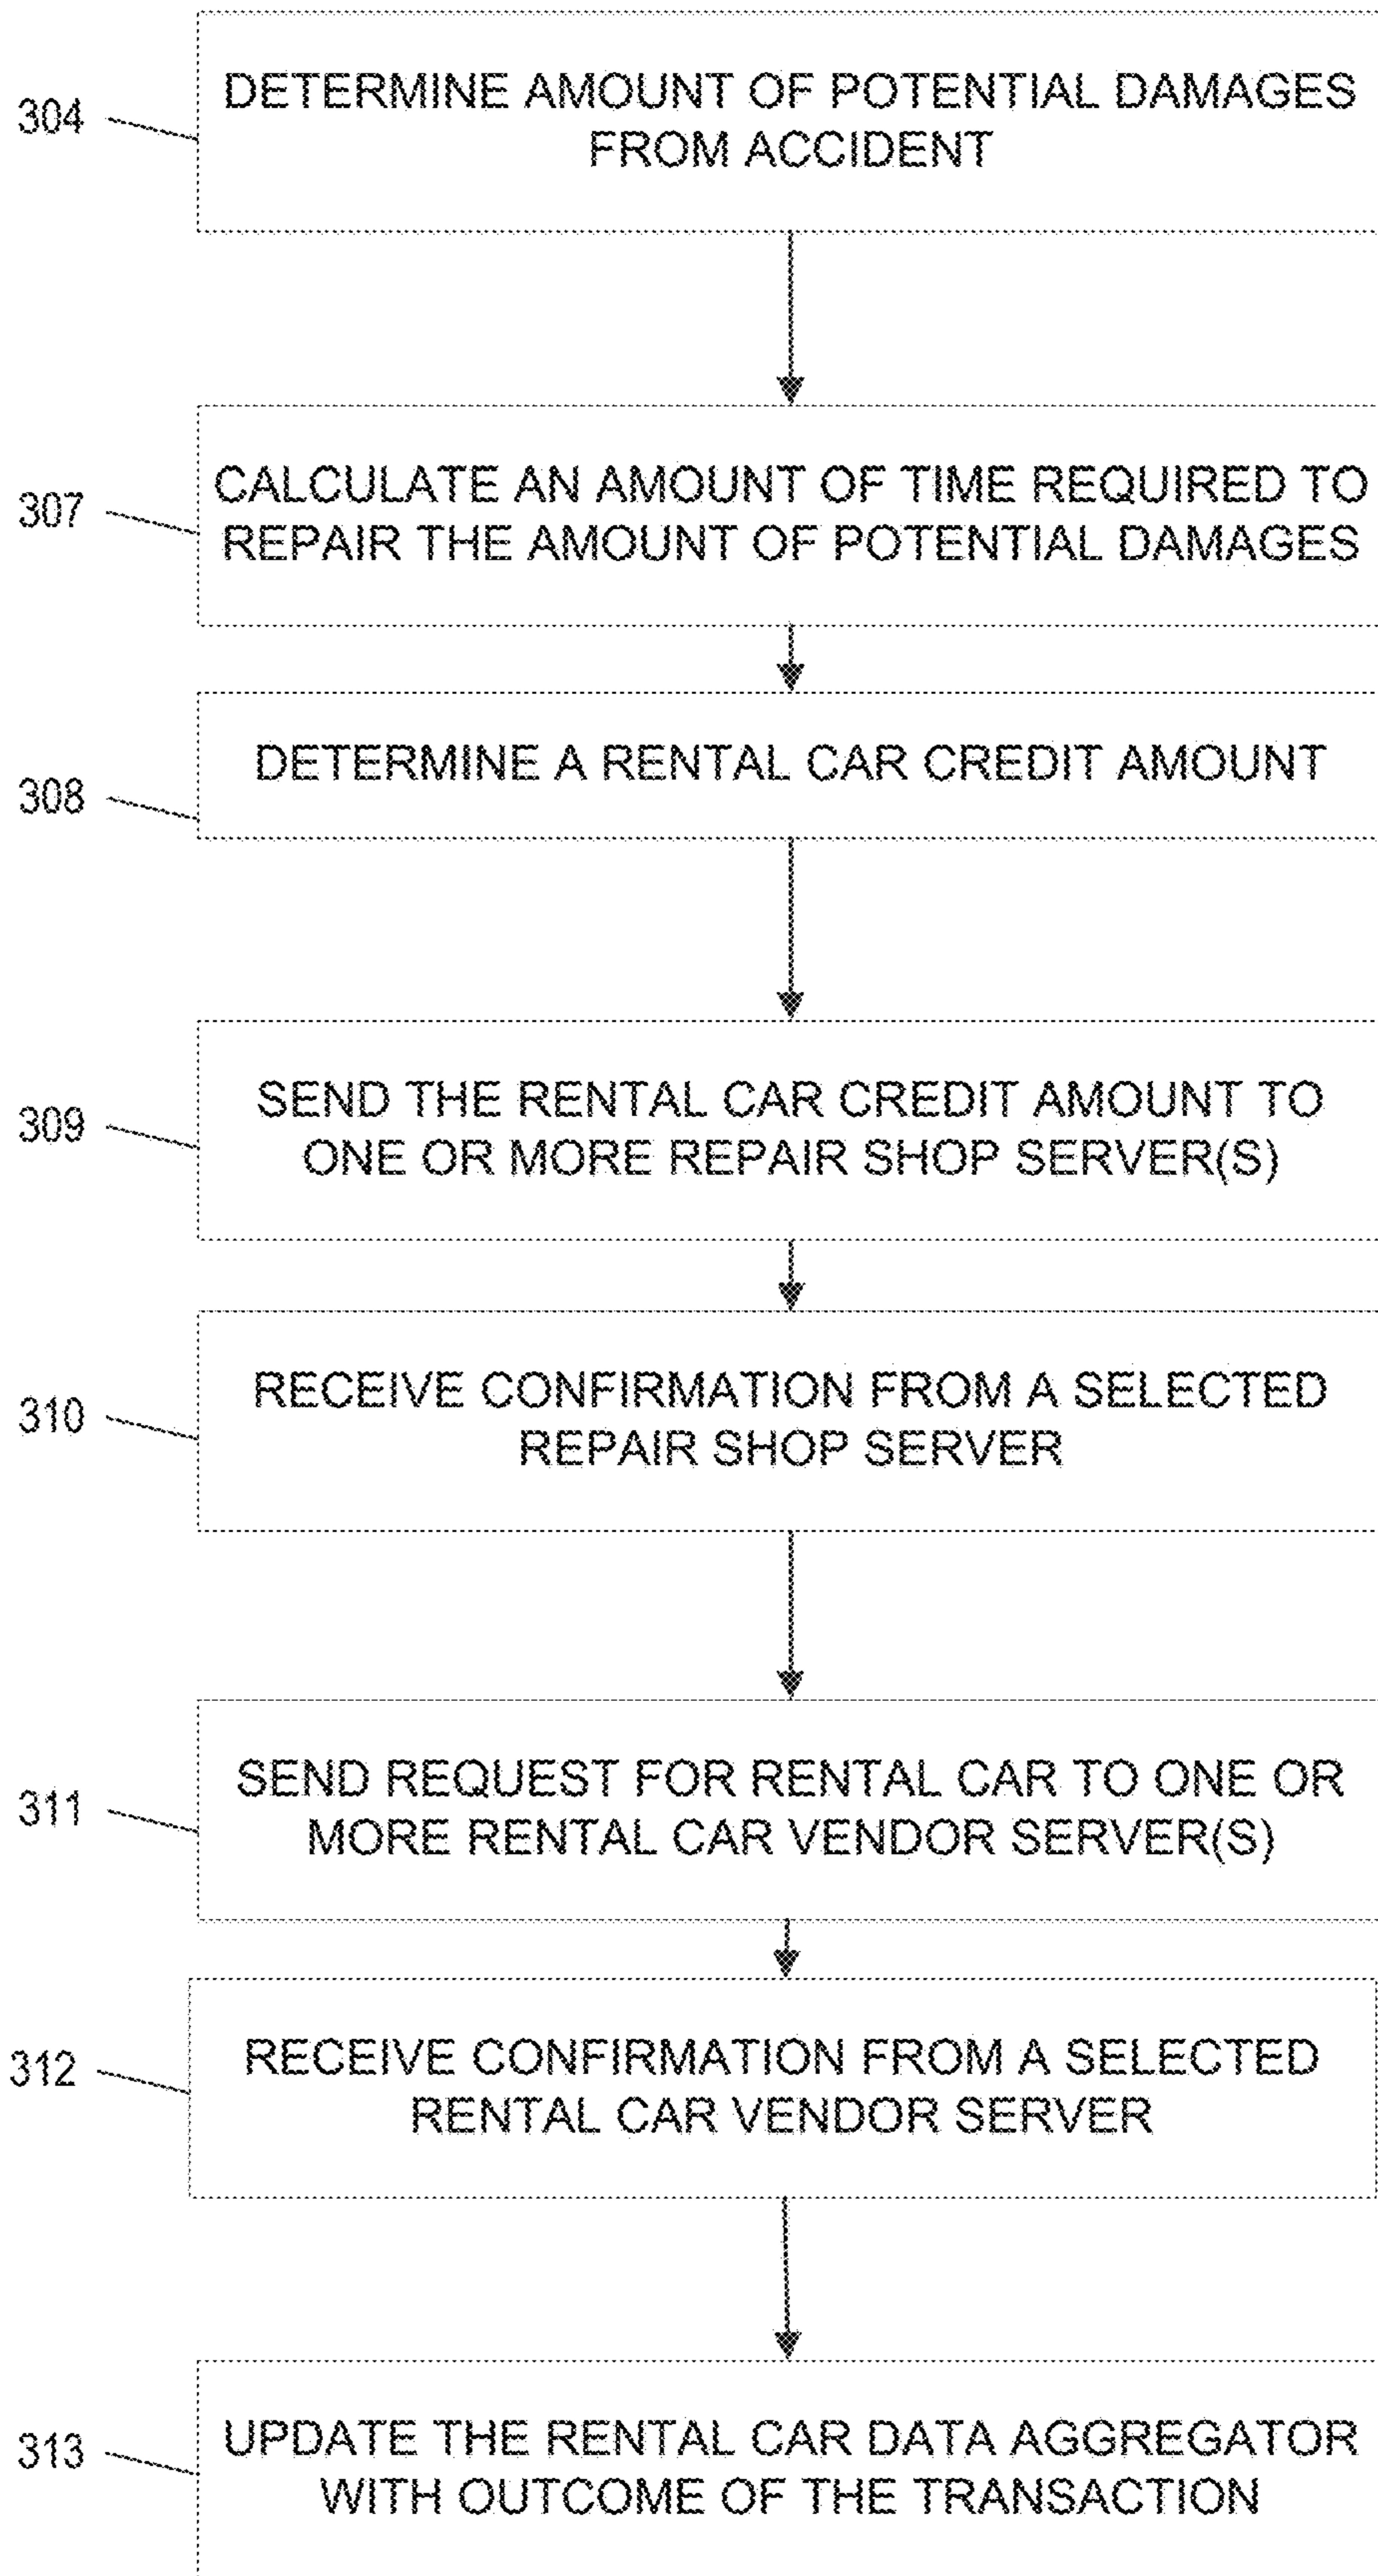 304
DETERMINE AMOUNT OF POTENTIAL DAMAGES
FROM ACCIDENT
307
CALCULATE AN AMOUNT OF TIME REQUIRED TO
REPAIR THE AMOUNT OF POTENTIAL DAMAGES
308
DETERMINE A RENTAL CAR CREDIT AMOUNT
309
SEND THE RENTAL CAR CREDIT AMOUNT TO
ONE OR MORE REPAIR SHOP SERVER(S)
310
RECEIVE CONFIRMATION FROM A SELECTED
REPAIR SHOP SERVER
311
SEND REQUEST FOR RENTAL CAR TO ONE OR
MORE RENTAL CAR VENDOR SERVER(S)
312
RECEIVE CONFIRMATION FROM A SELECTED
RENTAL CAR VENDOR SERVER
313
UPDATE THE RENTAL CAR DATA AGGREGATOR
WITH OUTCOME OF THE TRANSACTION